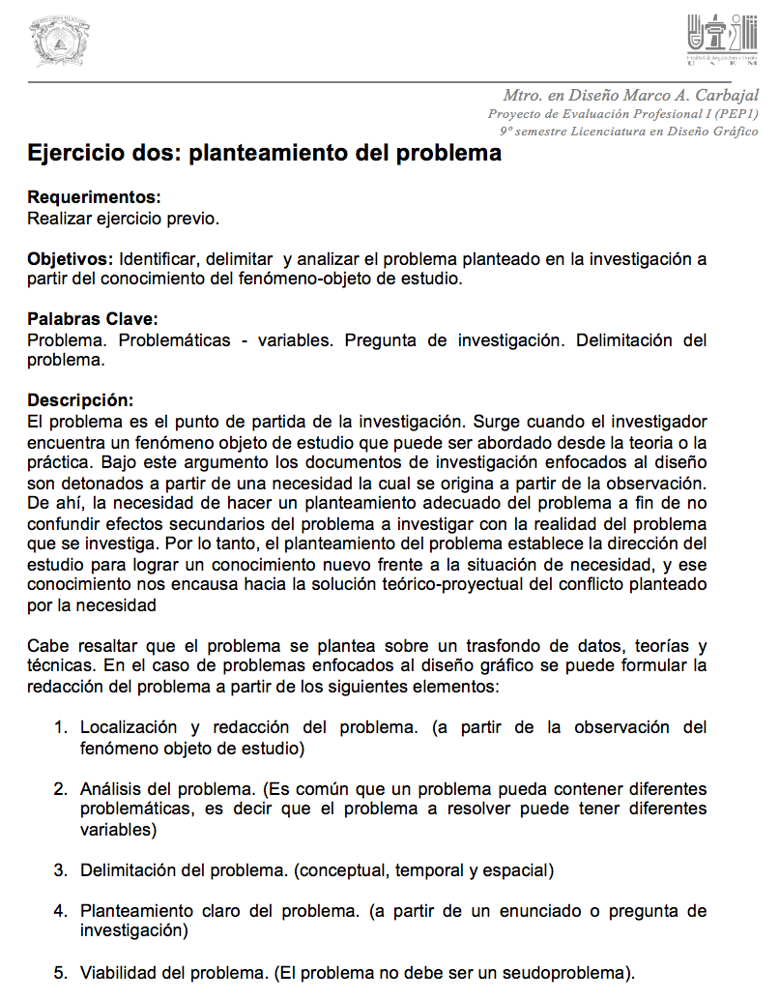 Facultad de Arquitectura y Diseño
U A E M
Mtro. en Diseño Marco A. Carbajal
Proyecto de Evaluación Profesional I (PEP1)
9º semestre Licenciatura en Diseño Gráfico
Ejercicio dos: planteamiento del problema
Requerimentos:
Realizar ejercicio previo.
Objetivos: Identificar, delimitar  y analizar el problema planteado en la investigación a
partir del conocimiento del fenómeno-objeto de estudio.
Palabras Clave:
Problema. Problemáticas - variables. Pregunta de investigación. Delimitación del
problema.
Descripción:
El problema es el punto de partida de la investigación. Surge cuando el investigador
encuentra un fenómeno objeto de estudio que puede ser abordado desde la teoria o la
práctica. Bajo este argumento los documentos de investigación enfocados al diseño
son detonados a partir de una necesidad la cual se origina a partir de la observación.
De ahí, la necesidad de hacer un planteamiento adecuado del problema a fin de no
confundir efectos secundarios del problema a investigar con la realidad del problema
que se investiga. Por lo tanto, el planteamiento del problema establece la dirección del
estudio para lograr un conocimiento nuevo frente a la situación de necesidad, y ese
conocimiento nos encausa hacia la solución teórico-proyectual del conflicto planteado
por la necesidad
Cabe resaltar que el problema se plantea sobre un trasfondo de datos, teorías y
técnicas. En el caso de problemas enfocados al diseño gráfico se puede formular la
redacción del problema a partir de los siguientes elementos:
1. Localización y redacción del problema. (a partir de la observación del
fenómeno objeto de estudio)
2. Análisis del problema. (Es común que un problema pueda contener diferentes
problemáticas, es decir que el problema a resolver puede tener diferentes
variables)
3. Delimitación del problema. (conceptual, temporal y espacial)
4. Planteamiento claro del problema. (a partir de un enunciado o pregunta de
investigación)
5. Viabilidad del problema. (El problema no debe ser un seudoproblema).